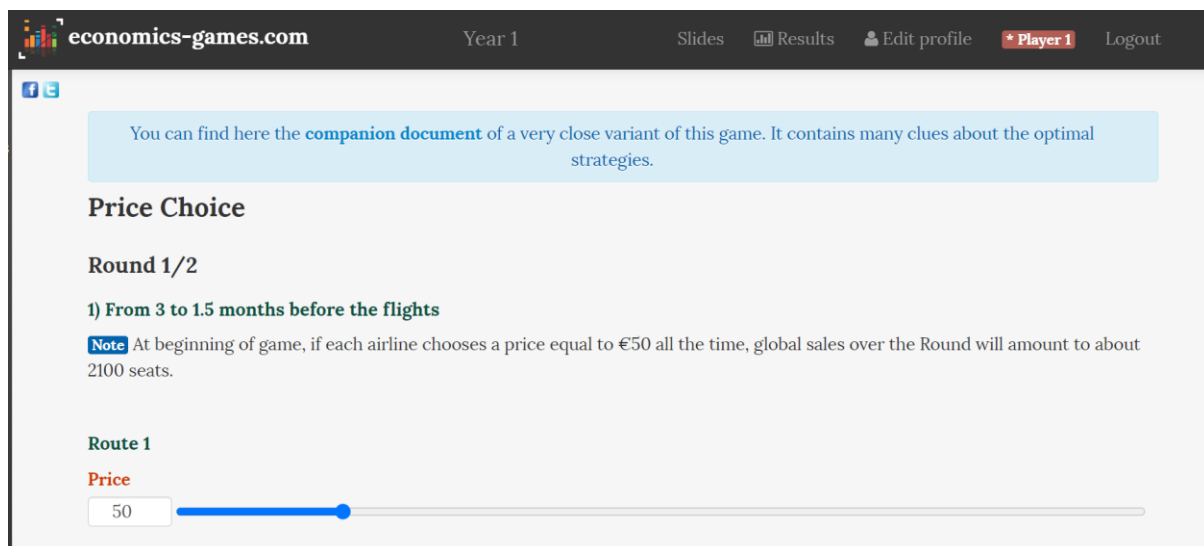 economics-games.com Year 1 Slides Results Edit profile * Player 1 Logout
You can find here the companion document of a very close variant of this game. It contains many clues about the optimal
strategies.
Price Choice
Round 1/2
1) From 3 to 1.5 months before the flights
Note At beginning of game, if each airline chooses a price equal to €50 all the time, global sales over the Round will amount to about
2100 seats.
Route 1
Price
50